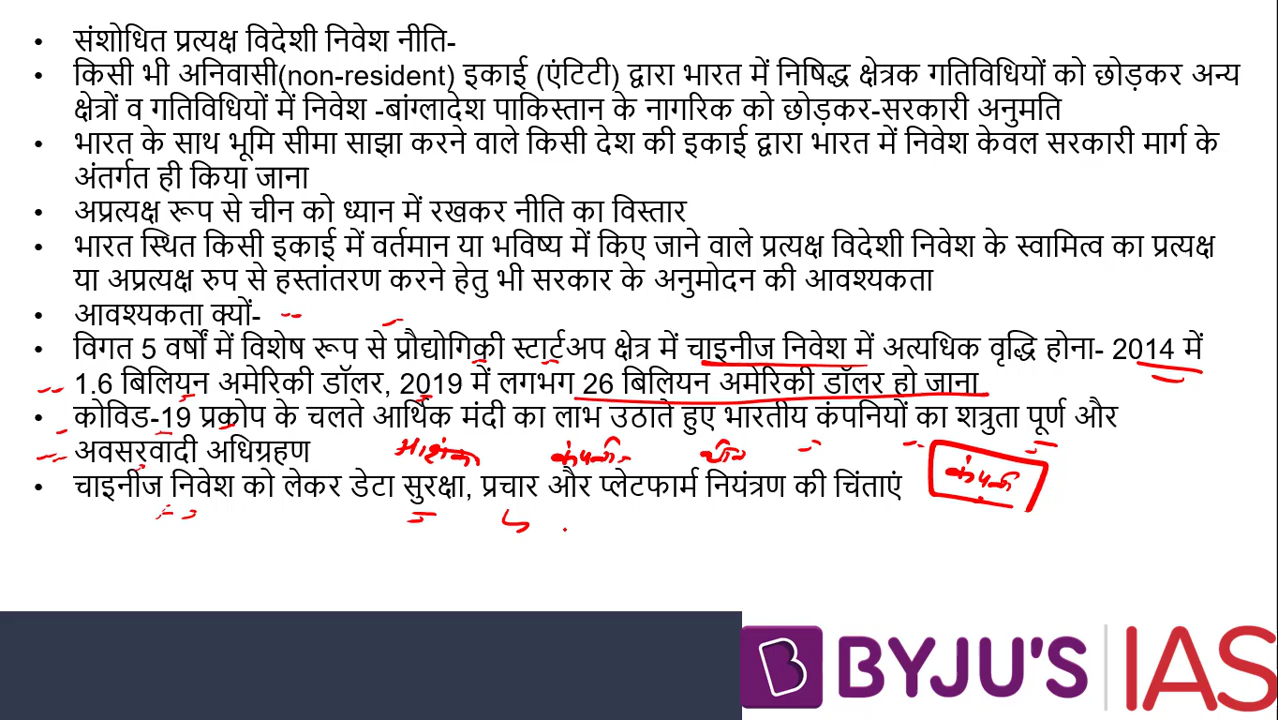 • संशोधित प्रत्यक्ष विदेशी निवेश नीति-
• किसी भी अनिवासी(non-resident) इकाई (एंटिटी) द्वारा भारत में निषिद्ध क्षेत्रक गतिविधियों को छोड़कर अन्य
क्षेत्रों व गतिविधियों में निवेश -बांग्लादेश पाकिस्तान के नागरिक को छोड़कर-सरकारी अनुमति
• भारत के साथ भूमि सीमा साझा करने वाले किसी देश की इकाई द्वारा भारत में निवेश केवल सरकारी मार्ग के
अंतर्गत ही किया जाना
• अप्रत्यक्ष रूप से चीन को ध्यान में रखकर नीति का विस्तार
• भारत स्थित किसी इकाई में वर्तमान या भविष्य में किए जाने वाले प्रत्यक्ष विदेशी निवेश के स्वामित्व का प्रत्यक्ष
या अप्रत्यक्ष रुप से हस्तांतरण करने हेतु भी सरकार के अनुमोदन की आवश्यकता
• आवश्यकता क्यों-
• विगत 5 वर्षों में विशेष रूप से प्रौद्योगिकी स्टार्टअप क्षेत्र में चाइनीज निवेश में अत्यधिक वृद्धि होना- 2014 में
1.6 बिलियन अमेरिकी डॉलर, 2019 में लगभग 26 बिलियन अमेरिकी डॉलर हो जाना
• कोविड-19 प्रकोप के चलते आर्थिक मंदी का लाभ उठाते हुए भारतीय कंपनियों का शत्रुता पूर्ण और
अवसरवादी अधिग्रहण
कंपनी चीन
कंपनी
• चाइनीज निवेश को लेकर डेटा सुरक्षा, प्रचार और प्लेटफार्म नियंत्रण की चिंताएं
BYJU'S IAS